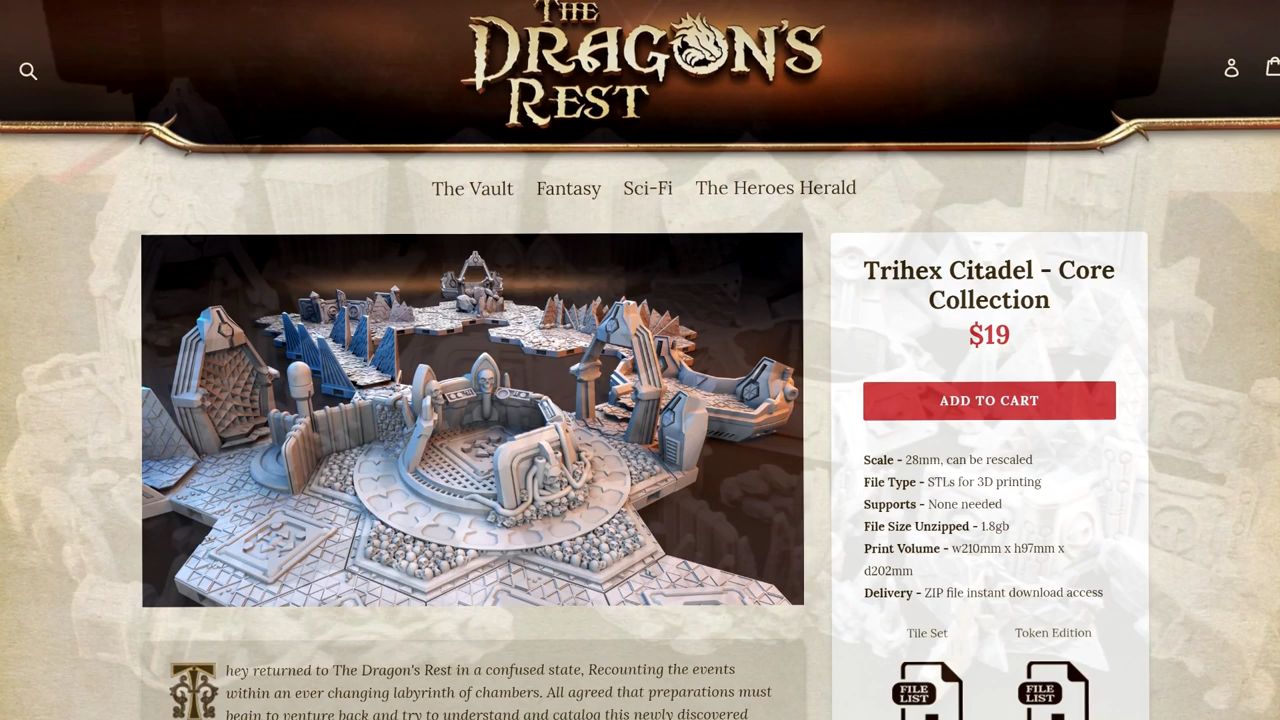 THE
DRAGON'S
REST
The Vault Fantasy Sci-Fi The Heroes Herald
Trihex Citadel - Core
Collection
$19
ADD TO CART
Scale - 28mm, can be rescaled
File Type - STLs for 3D printing
Supports - None needed
File Size Unzipped - 1.8gb
Print Volume - w210mm x h97mm x
d202mm
Delivery - ZIP file instant download access
Tile Set Token Edition
FILE LIST FILE LIST
They returned to The Dragon's Rest in a confused state, Recounting the events
within an ever changing labyrinth of chambers. All agreed that preparations must
begin to venture back and try to understand and catalog this newly discovered